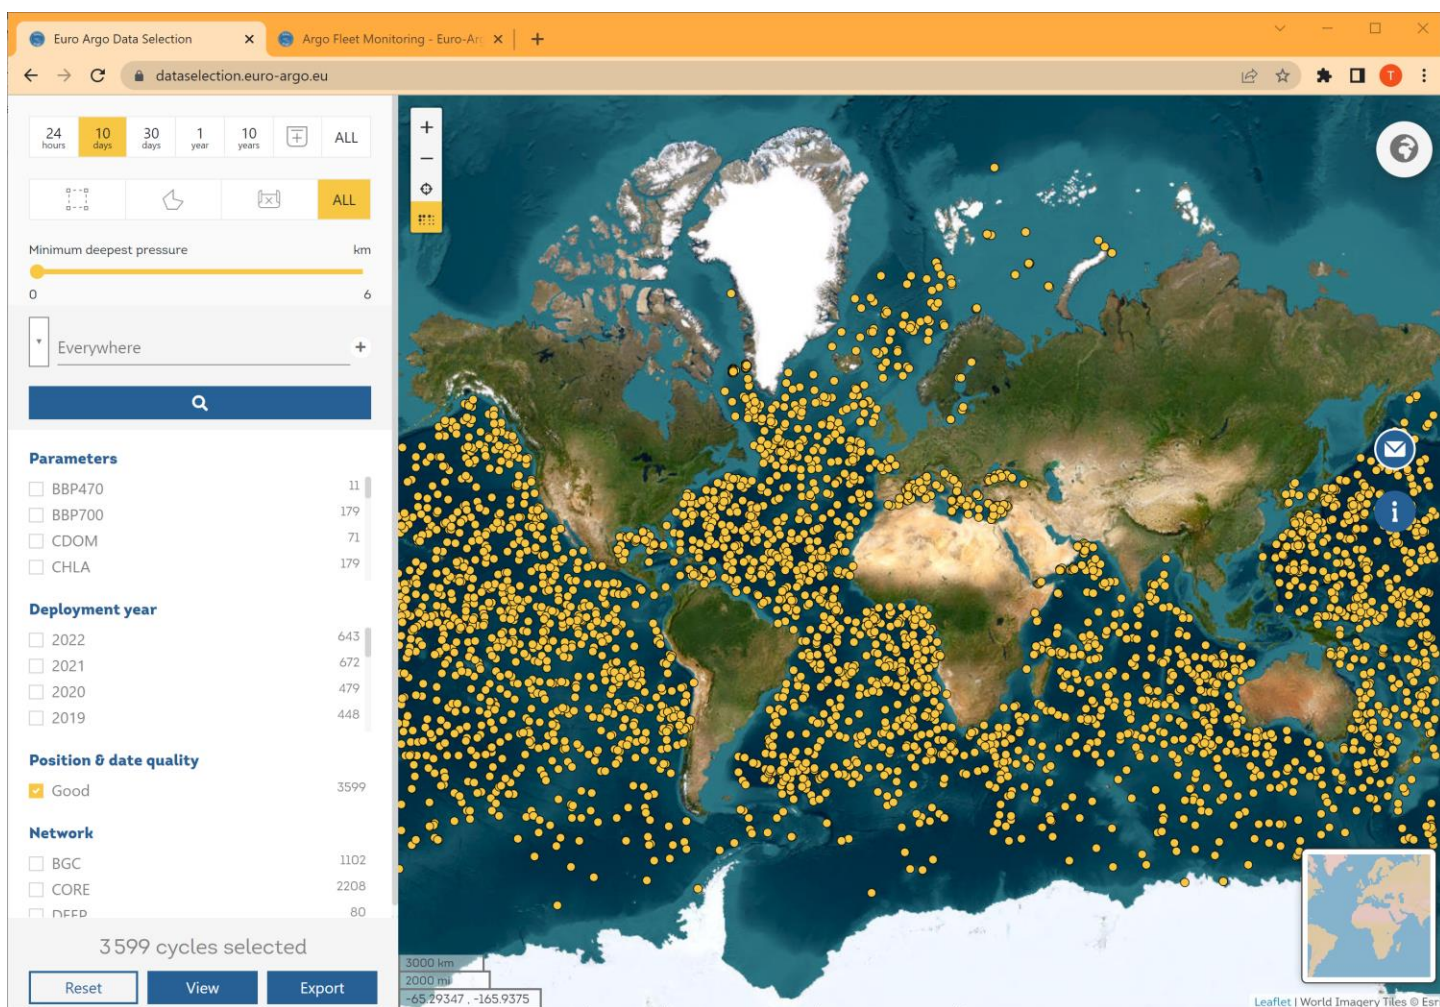 Euro Argo Data Selection
Argo Fleet Monitoring - Euro-Ar
dataselection.euro-argo.eu
T
24 hours 10 days 30 days 1 year 10 years ALL
ALL
Minimum deepest pressure km
0 6
Everywhere
Parameters
BBP470 11
BBP700 179
CDOM 71
CHLA 179
Deployment year
2022 643
2021 672
2020 479
2019 448
Position & date quality
Good 3599
Network
BGC 1102
CORE 2208
DEEP 80
3 599 cycles selected
Reset View Export
3000 km
2000 mi
-65.29347 , -165.9375
Leaflet | World Imagery Tiles © Esr